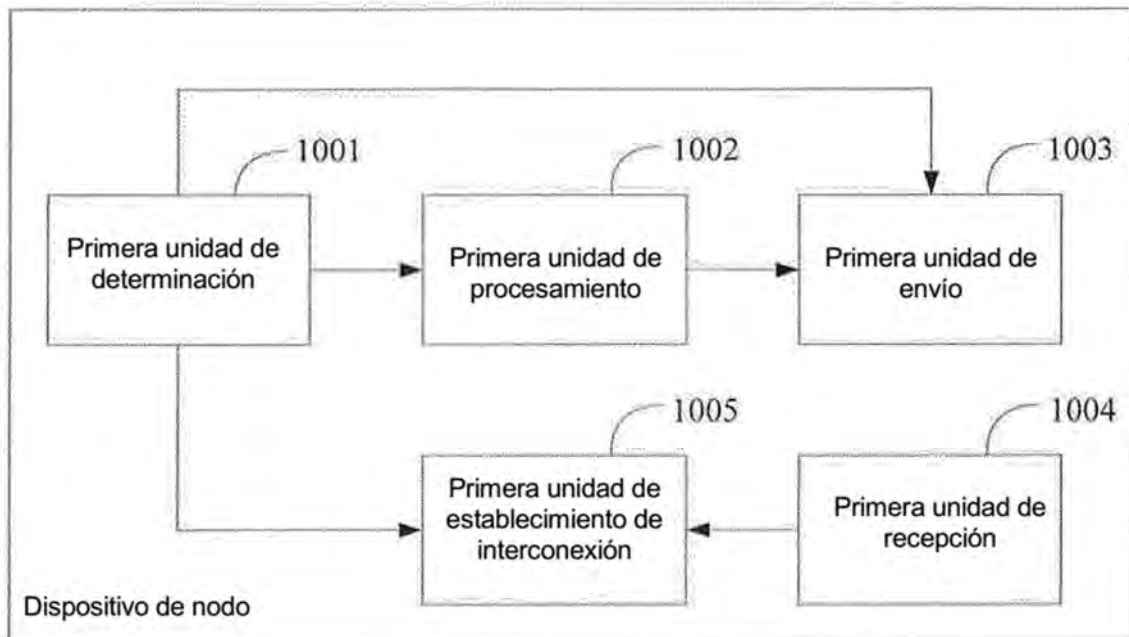 1001
1002
1003
Primera unidad de
determinación
Primera unidad de
procesamiento
Primera unidad de
envío
1005
1004
Primera unidad de
establecimiento de
interconexión
Primera unidad de
recepción
Dispositivo de nodo